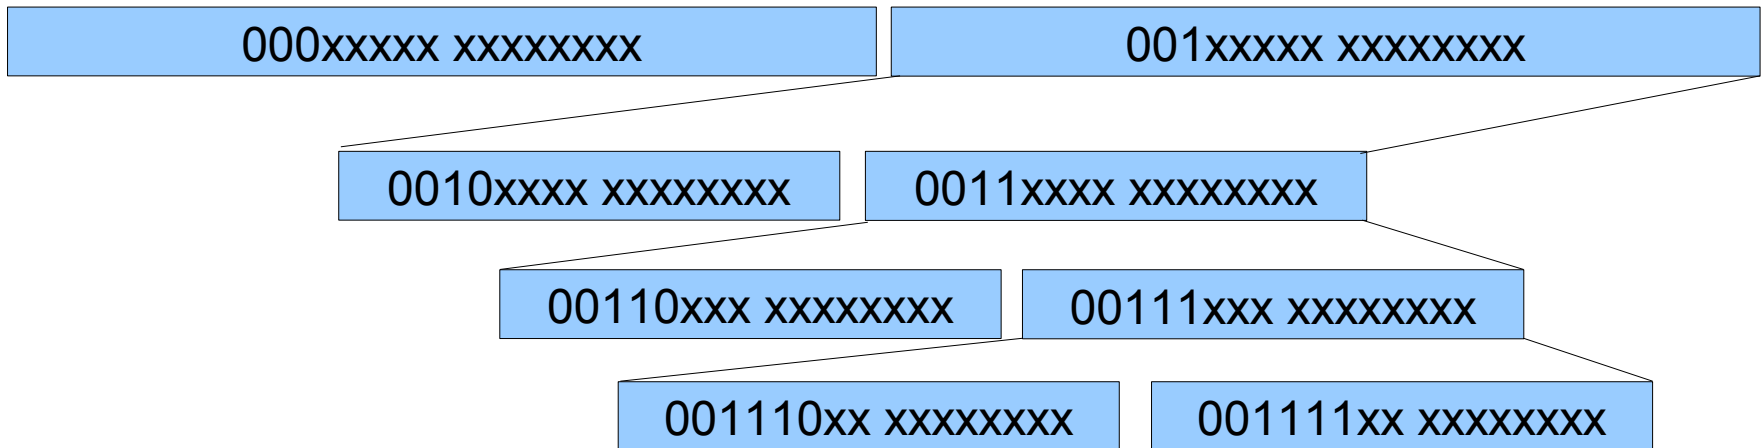 000xxxxx xxxxxxxx
001xxxxx xxxxxxxx
0010xxxx xxxxxxxx
0011xxxx xxxxxxxx
00110xxx xxxxxxxx
00111xxx xxxxxxxx
001110xx xxxxxxxx
001111xx xxxxxxxx